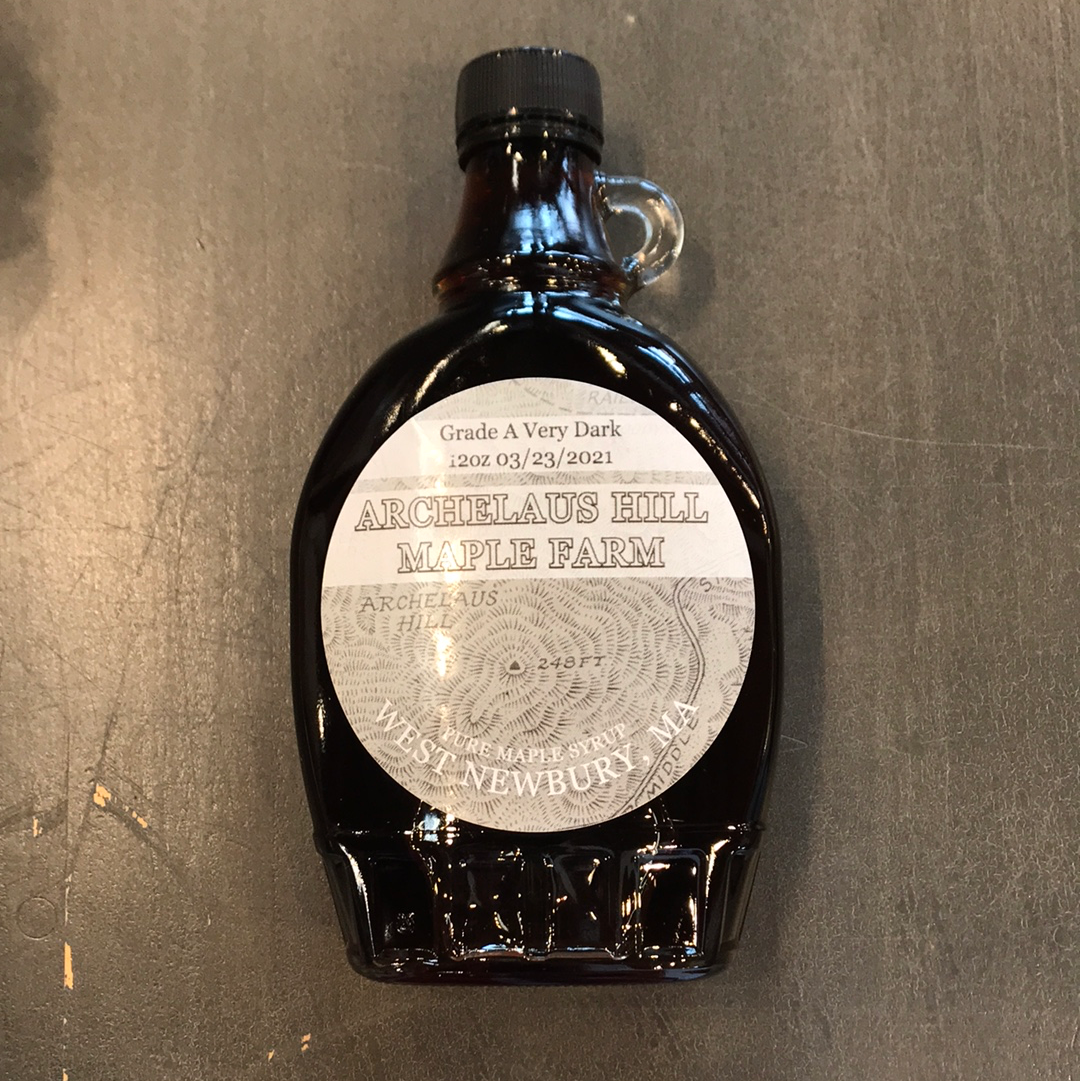 Grade A Very Dark
12oz 03/23/2021
ARCHELAUS HILL
MAPLE FARM
ARCHELAUS
HILL
248FT
PURE MAPLE SYRUP
WEST NEWBURY, MA